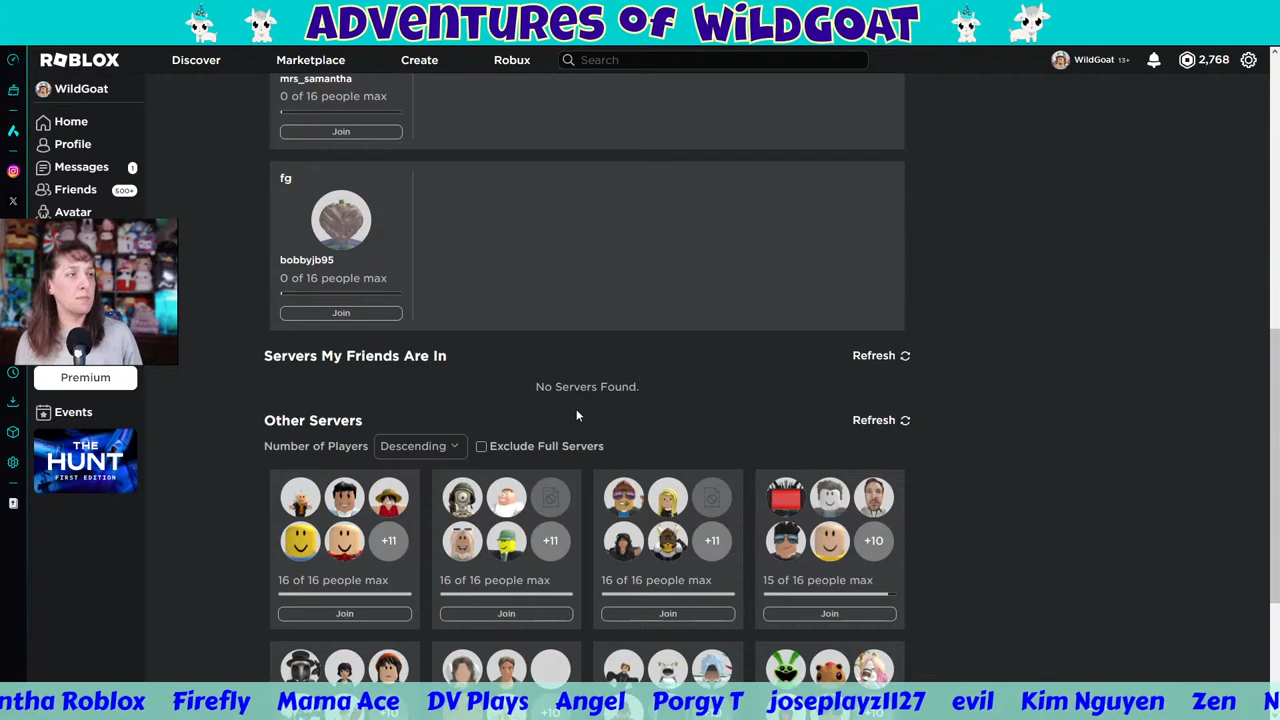 ADVENTURES OF WiLDGOAT
ROBLOX Discover Marketplace Create Robux Search WildGoat 13+ 2,768
WildGoat
Home
Profile
Messages 1
Friends 500+
Avatar
Premium
Events
THE HUNT
FIRST EDITION
mrs_samantha
0 of 16 people max
Join
fg
bobbyjb95
0 of 16 people max
Join
Servers My Friends Are In Refresh
No Servers Found.
Other Servers Refresh
Number of Players Descending Exclude Full Servers
+11 +11 +11 +10
16 of 16 people max 16 of 16 people max 16 of 16 people max 15 of 16 people max
Join Join Join Join
ntha Roblox Firefly Mama Ace DV Plays Angel Porgy T joseplayz1127 evil Kim Nguyen Zen N